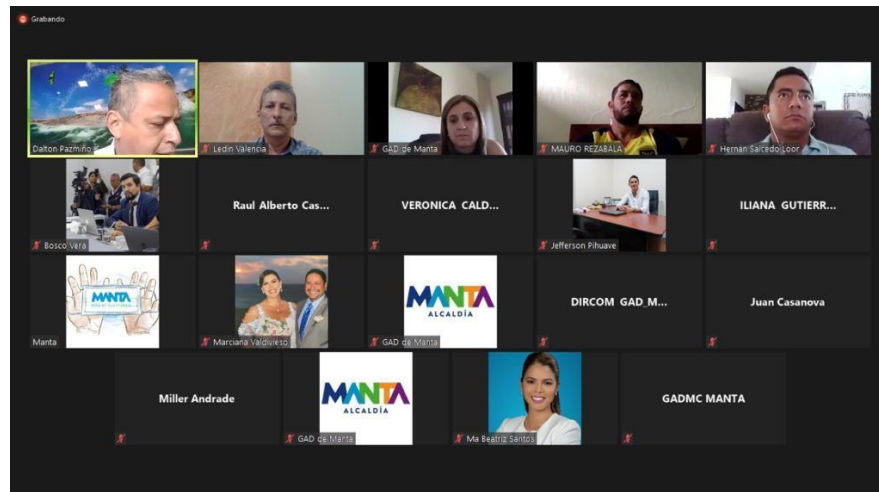 Grabando
Dalton Pazmiño
Ledin Valencia
GAD de Manta
MAURO REZABALA
Hernán Salcedo Loor
Bosco Vera
Raul Alberto Cas...
VERONICA CALD...
Jefferson Pihuave
ILIANA GUTIERR...
MANTA
Manta
Marciana Valdivieso
MANTA
ALCALDÍA
GAD de Manta
DIRCOM GAD M...
Juan Casanova
Miller Andrade
MANTA
ALCALDÍA
GAD de Manta
Ma Beatriz Santos
GADMC MANTA